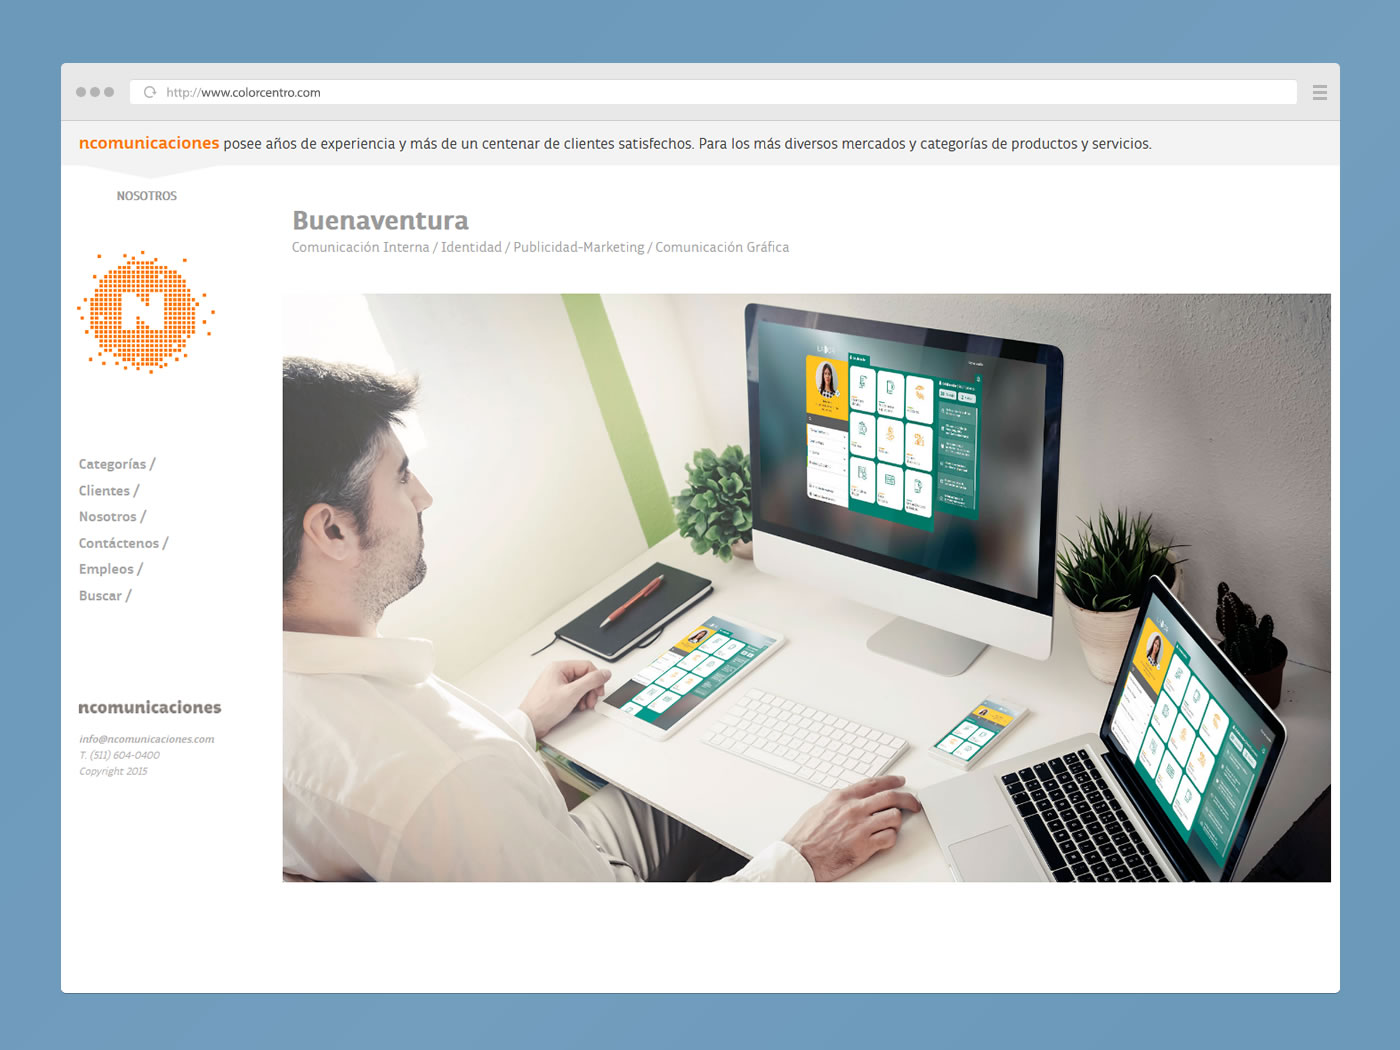 http://www.colorcentro.com
ncomunicaciones posee años de experiencia y más de un centenar de clientes satisfechos. Para los más diversos mercados y categorías de productos y servicios.
NOSOTROS
Buenaventura
Comunicación Interna / Identidad / Publicidad-Marketing / Comunicación Gráfica
N
Categorías /
Clientes /
Nosotros /
Contáctenos /
Empleos /
Buscar /
ncomunicaciones
info@ncomunicaciones.com
T. (511) 604-0400
Copyright 2015